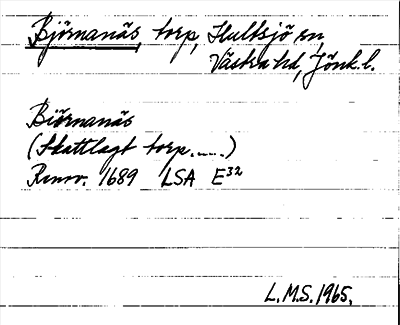 Björnanäs, torp, Hultsjö sn,
Västra hd, Jönk. l.
Biörnanäs
(Skattlagt torp.....)
Renov. 1689 LSA E32
L.M.S. 1965.